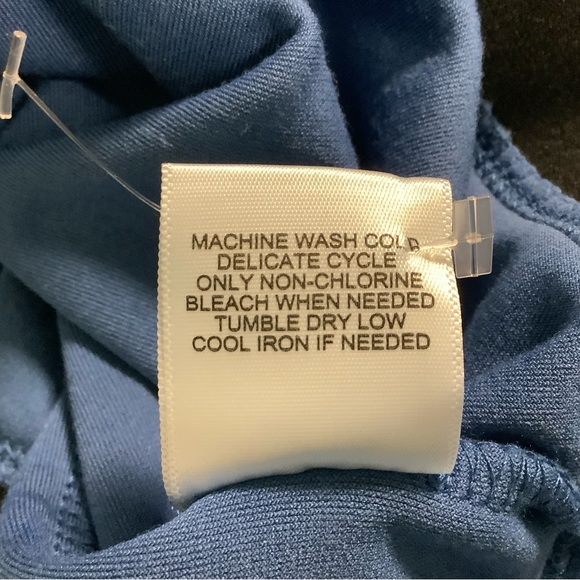 MACHINE WASH COLD
DELICATE CYCLE
ONLY NON-CHLORINE
BLEACH WHEN NEEDED
TUMBLE DRY LOW
COOL IRON IF NEEDED